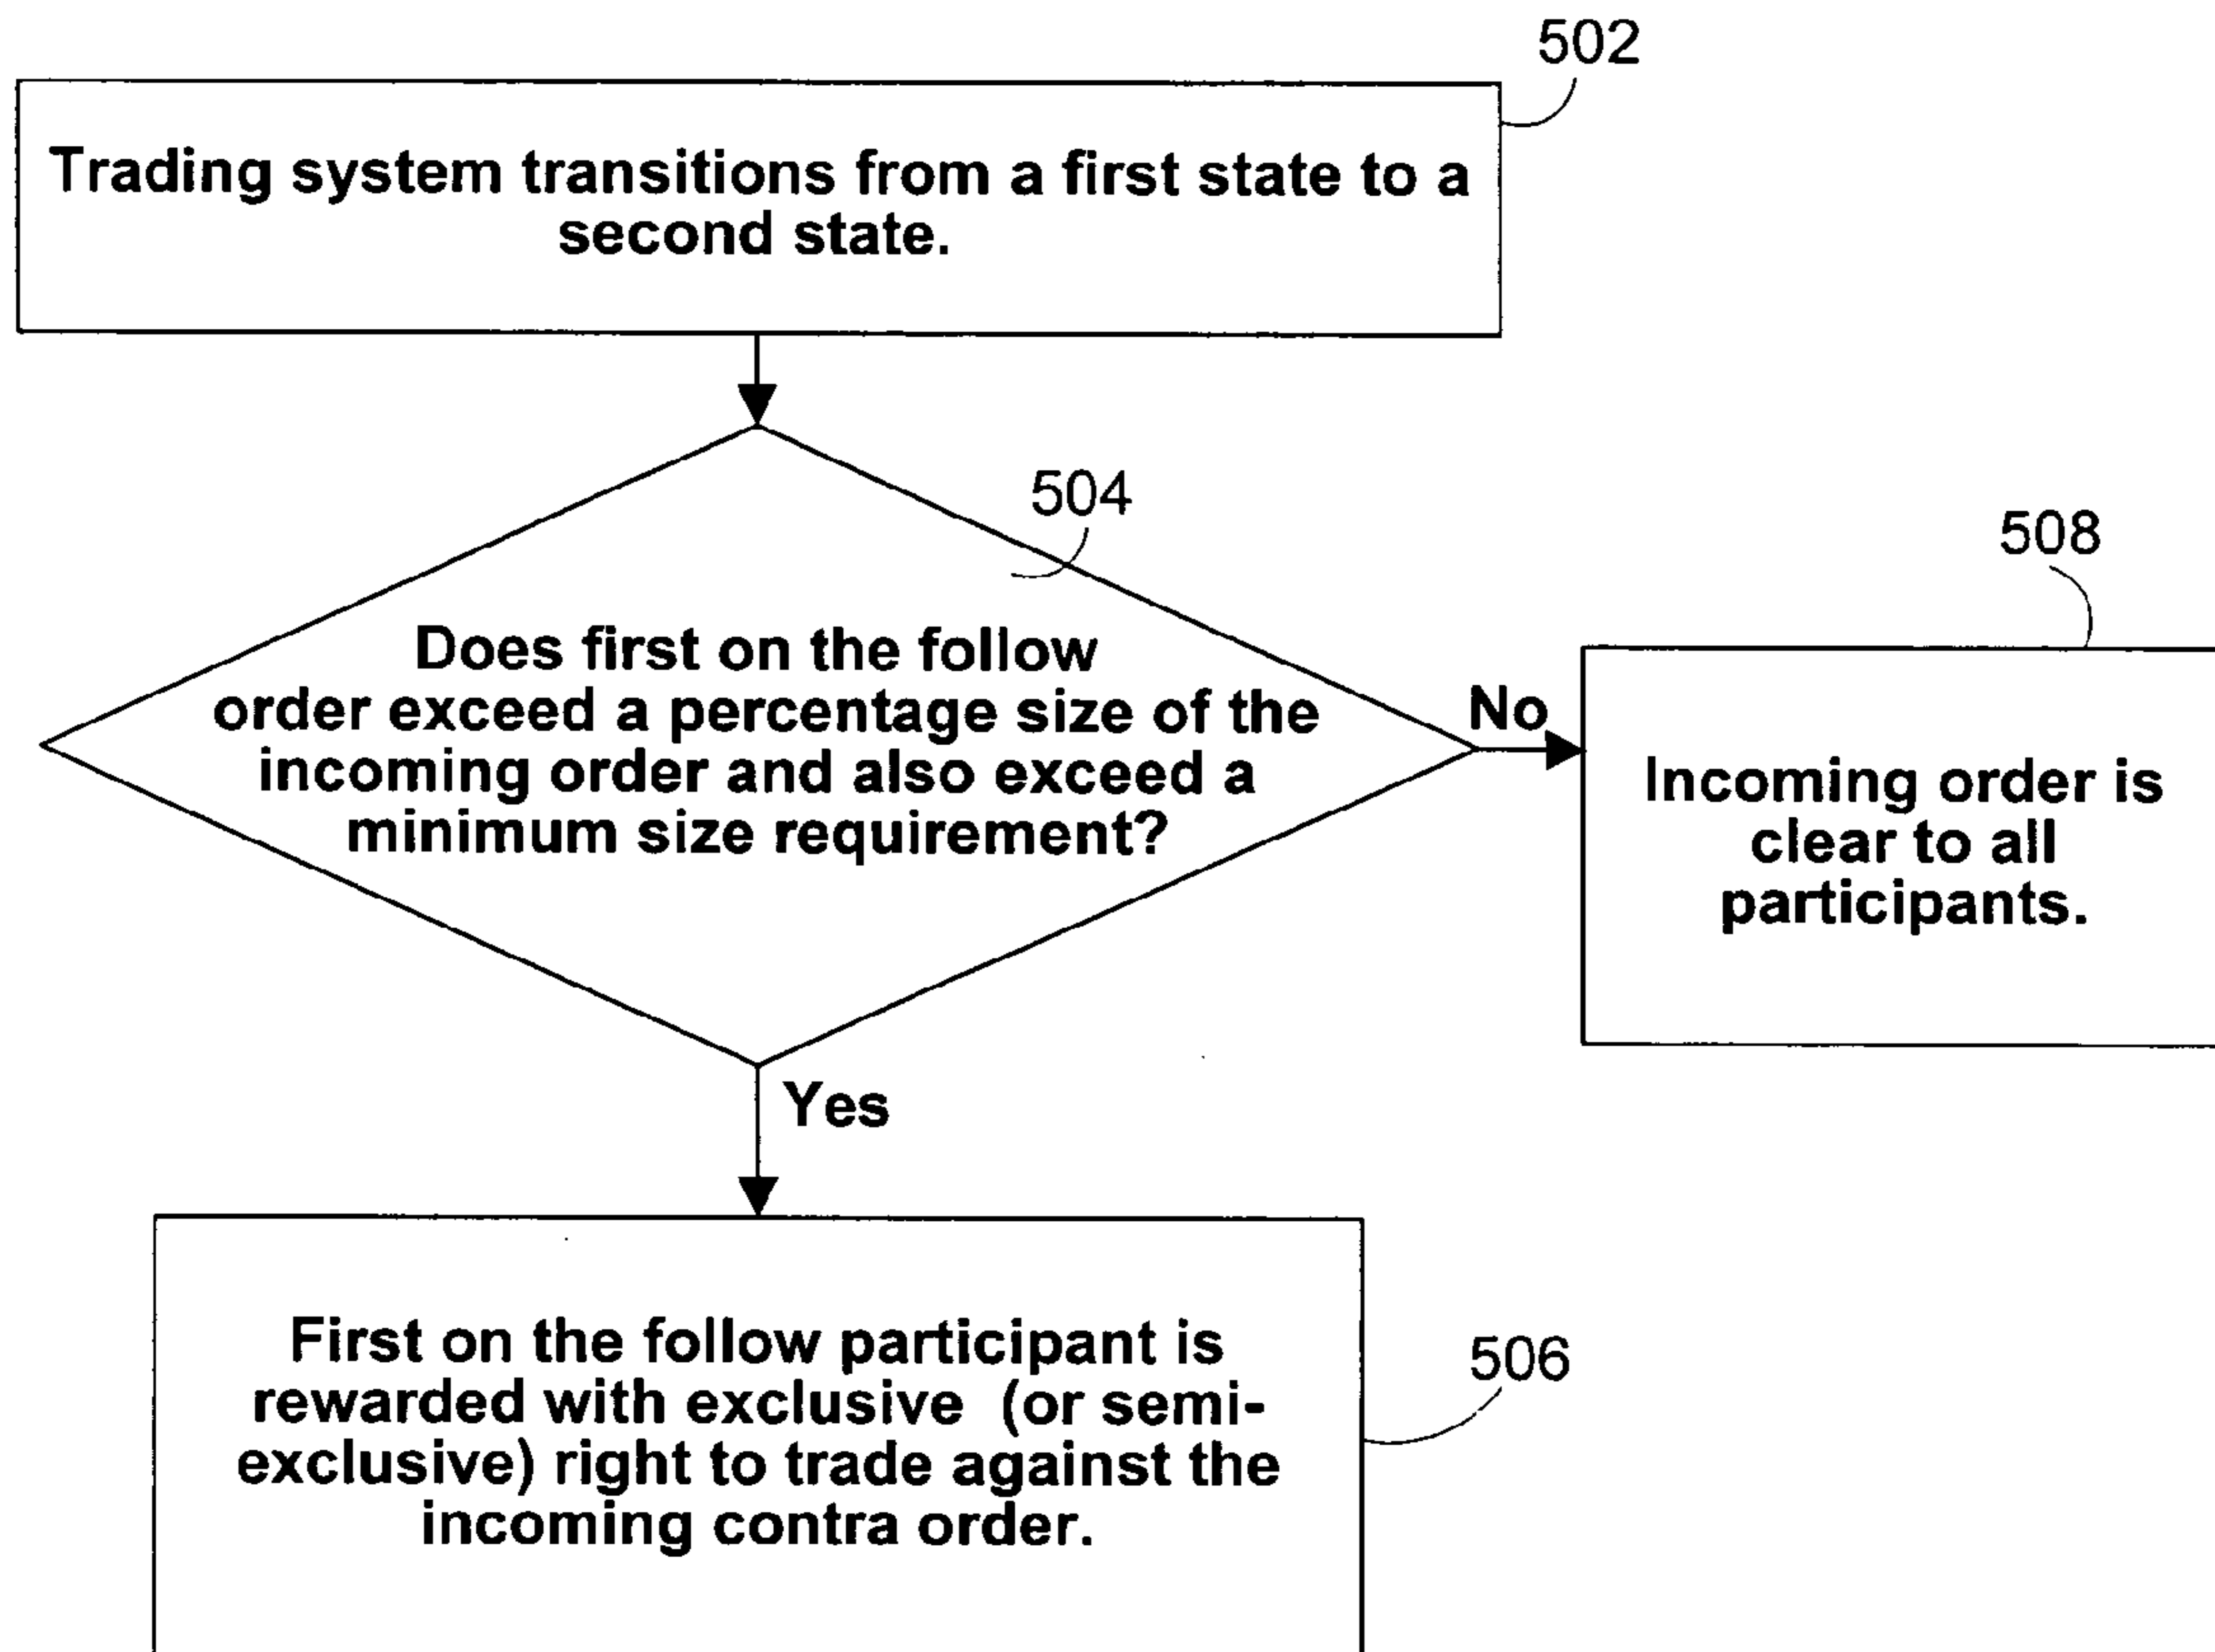 502
Trading system transitions from a first state to a
second state.
504
Does first on the follow
order exceed a percentage size of the
incoming order and also exceed a
minimum size requirement?
No
508
Incoming order is
clear to all
participants.
Yes
First on the follow participant is
rewarded with exclusive (or semi-
exclusive) right to trade against the
incoming contra order.
506